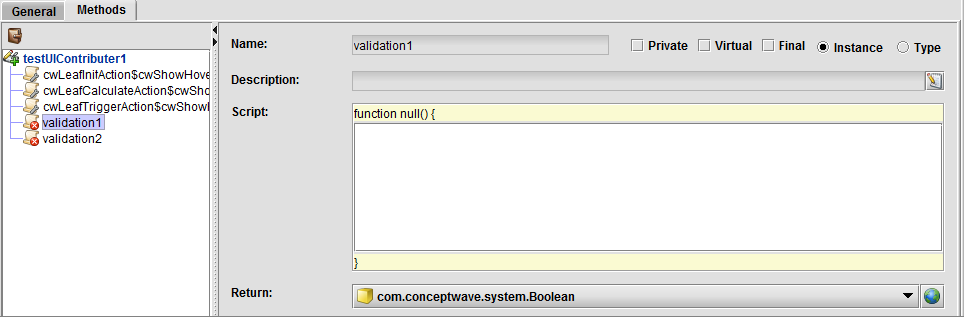 General Methods
testUIContributer1
cwLeafInitAction$cwShowHove
cwLeafCalculateAction$cwSho
cwLeafTriggerAction$cwShowI
validation1
validation2
Name: validation1 Private Virtual Final Instance Type
Description:
Script: function null() {
}
Return: com.conceptwave.system.Boolean